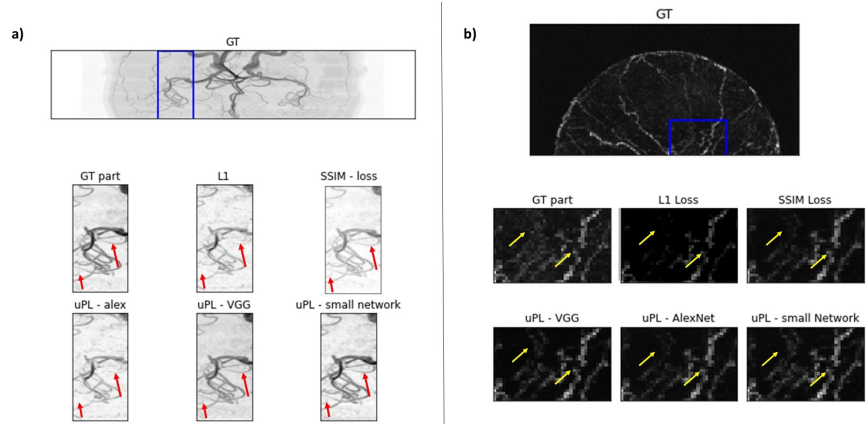 a)
GT
GT part
L1
SSIM - loss
uPL - alex
uPL - VGG
uPL - small network
b)
GT
GT part
L1 Loss
SSIM Loss
uPL - VGG
uPL - AlexNet
uPL - small Network